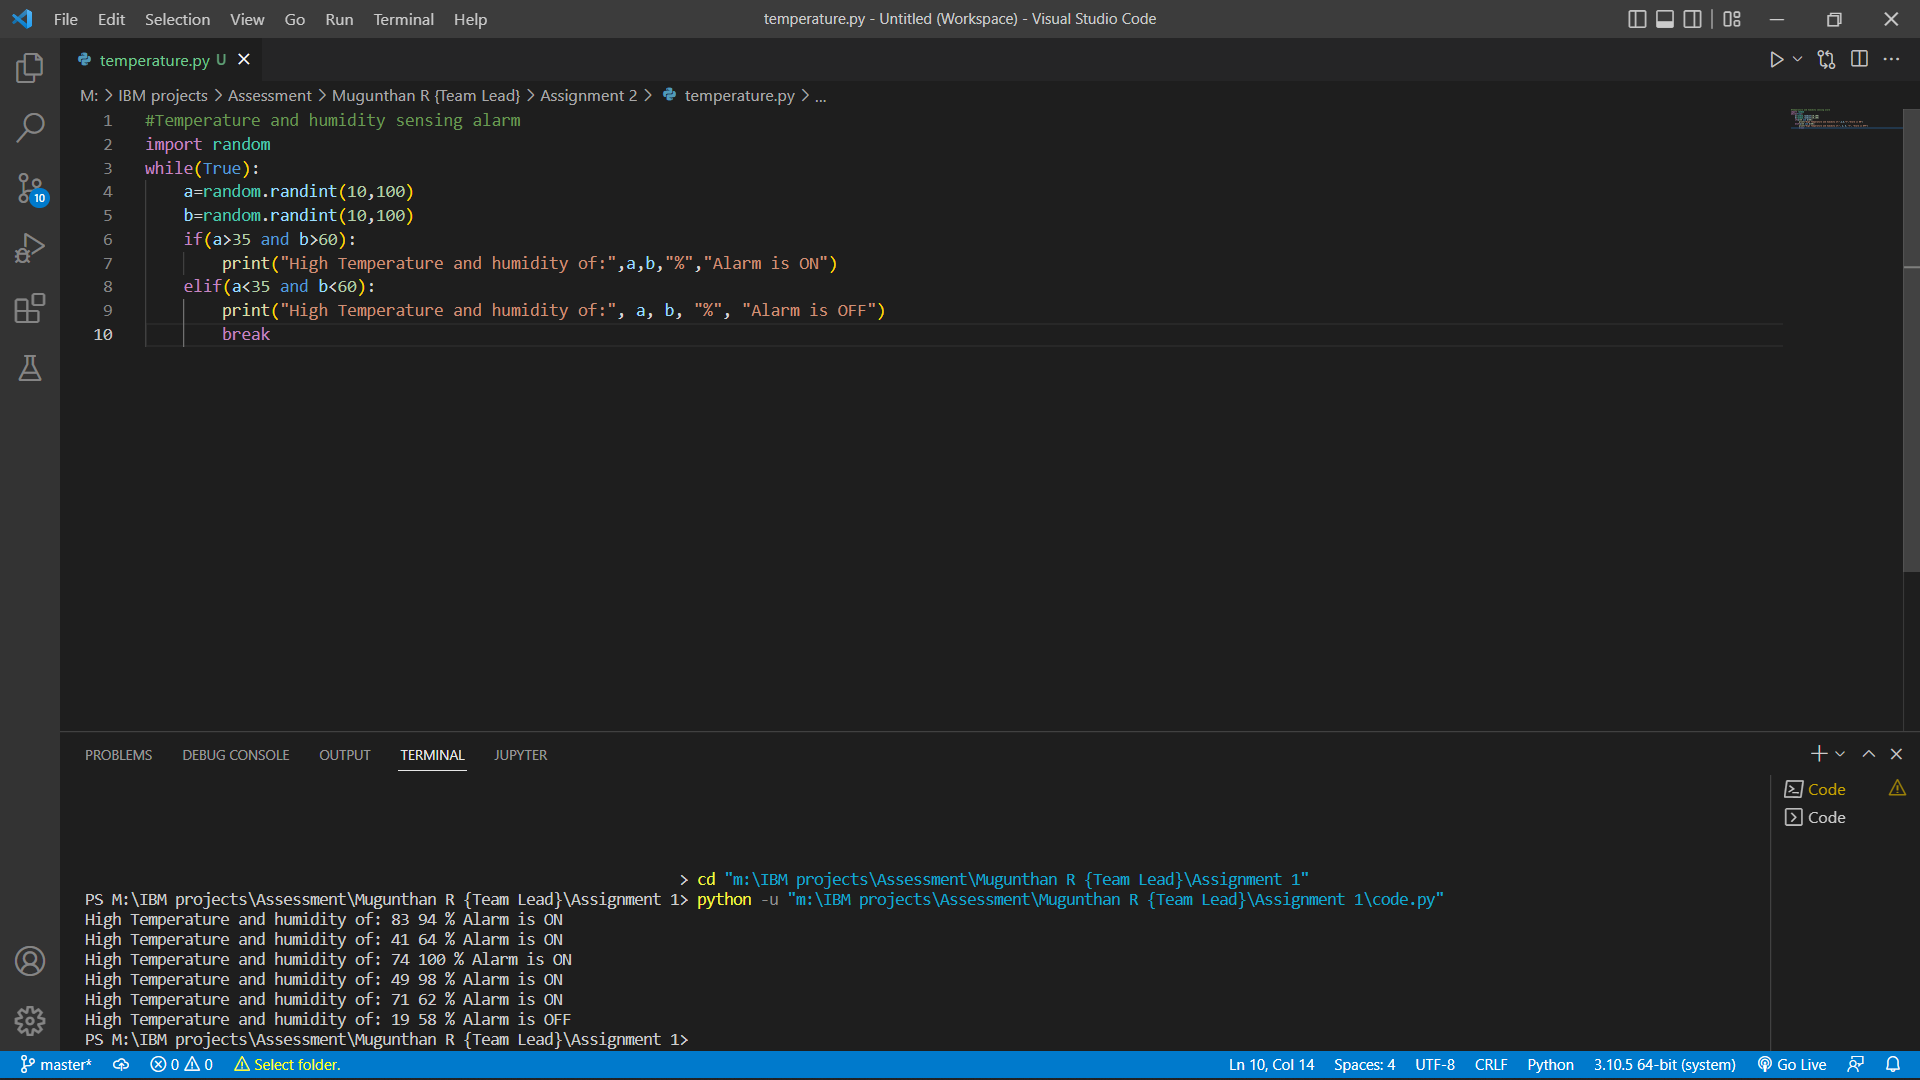 File Edit Selection View Go Run Terminal Help temperature.py - Untitled (Workspace) - Visual Studio Code
temperature.py U
M: > IBM projects > Assessment > Mugunthan R {Team Lead} > Assignment 2 > temperature.py > ...
1 #Temperature and humidity sensing alarm
2 import random
3 while(True):
4 a=random.randint(10,100)
5 b=random.randint(10,100)
6 if(a>35 and b>60):
7 print("High Temperature and humidity of:",a,b,"%","Alarm is ON")
8 elif(a<35 and b<60):
9 print("High Temperature and humidity of:", a, b, "%", "Alarm is OFF")
10 break
10
PROBLEMS DEBUG CONSOLE OUTPUT TERMINAL JUPYTER
Code
Code
> cd "m:\IBM projects\Assessment\Mugunthan R {Team Lead}\Assignment 1"
PS M:\IBM projects\Assessment\Mugunthan R {Team Lead}\Assignment 1> python -u "m:\IBM projects\Assessment\Mugunthan R {Team Lead}\Assignment 1\code.py"
High Temperature and humidity of: 83 94 % Alarm is ON
High Temperature and humidity of: 41 64 % Alarm is ON
High Temperature and humidity of: 74 100 % Alarm is ON
High Temperature and humidity of: 49 98 % Alarm is ON
High Temperature and humidity of: 71 62 % Alarm is ON
High Temperature and humidity of: 19 58 % Alarm is OFF
PS M:\IBM projects\Assessment\Mugunthan R {Team Lead}\Assignment 1>
master* 0 0 Select folder. Ln 10, Col 14 Spaces: 4 UTF-8 CRLF Python 3.10.5 64-bit (system) Go Live